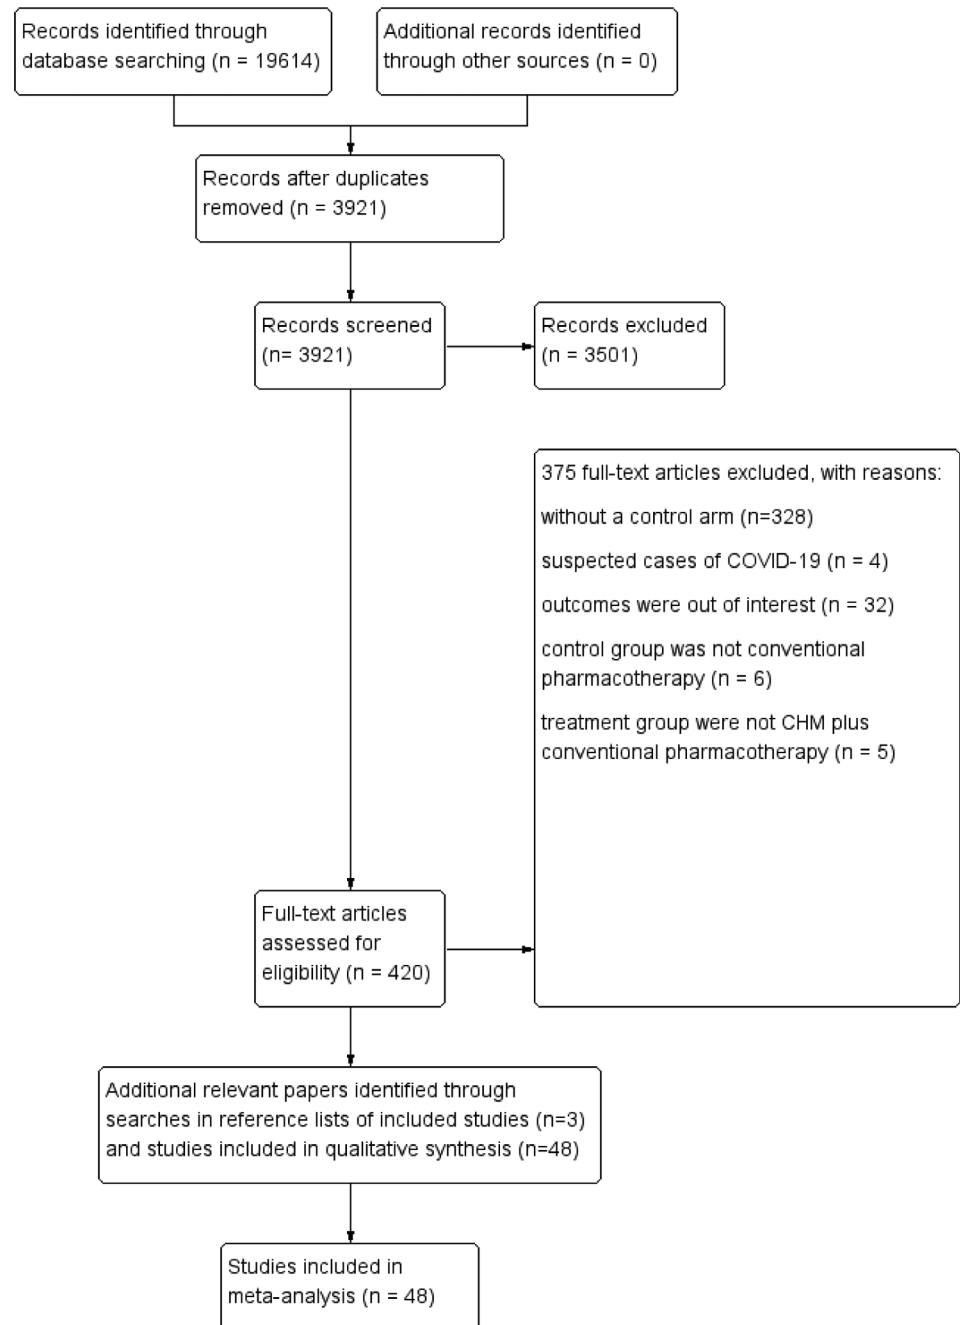 Records identified through
database searching (n = 19614)
Additional records identified
through other sources (n = 0)
Records after duplicates
removed (n = 3921)
Records screened
(n= 3921)
Records excluded
(n = 3501)
375 full-text articles excluded, with reasons:
without a control arm (n=328)
suspected cases of COVID-19 (n = 4)
outcomes were out of interest (n = 32)
control group was not conventional
pharmacotherapy (n = 6)
treatment group were not CHM plus
conventional pharmacotherapy (n = 5)
Full-text articles
assessed for
eligibility (n = 420)
Additional relevant papers identified through
searches in reference lists of included studies (n=3)
and studies included in qualitative synthesis (n=48)
Studies included in
meta-analysis (n = 48)